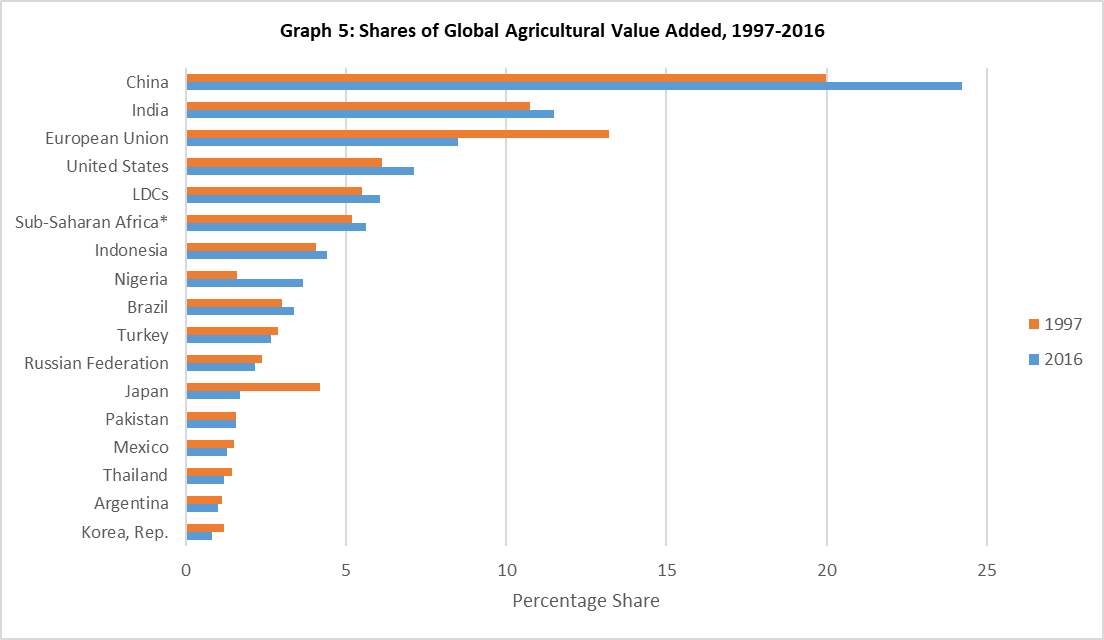 Graph 5: Shares of Global Agricultural Value Added, 1997-2016
China
India
European Union
United States
LDCs
Sub-Saharan Africa*
Indonesia
Nigeria
Brazil
Turkey
Russian Federation
Japan
Pakistan
Mexico
Thailand
Argentina
Korea, Rep.
0 5 10 15 20 25
Percentage Share
1997
2016